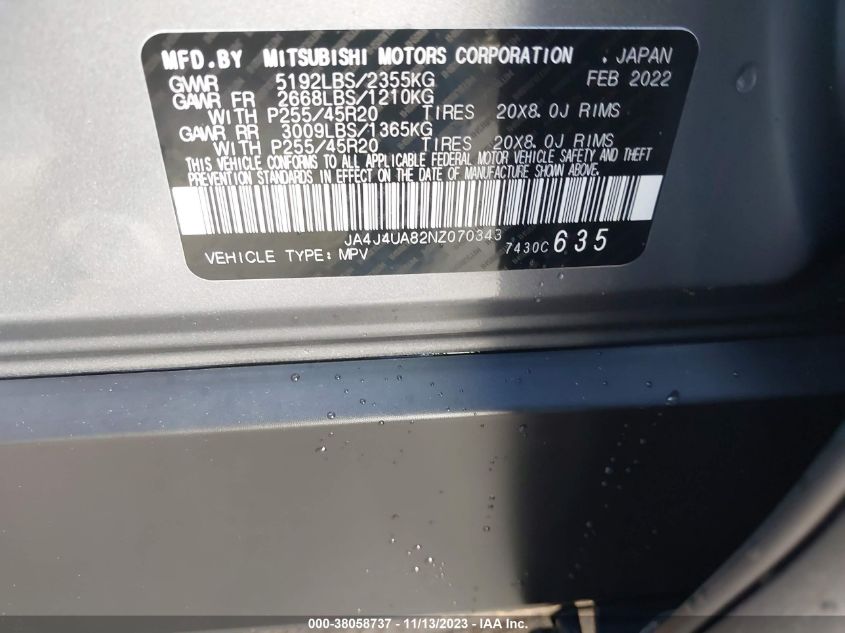 MFD.BY MITSUBISHI MOTORS CORPORATION . JAPAN
GVWR 5192LBS/2355KG FEB 2022
GAWR FR 2668LBS/1210KG
WITH P255/45R20 TIRES 20X8.0J RIMS
GAWR RR 3009LBS/1365KG
WITH P255/45R20 TIRES 20X8.0J RIMS
THIS VEHICLE CONFORMS TO ALL APPLICABLE FEDERAL MOTOR VEHICLE SAFETY AND THEFT
PREVENTION STANDARDS IN EFFECT ON THE DATE OF MANUFACTURE SHOWN ABOVE.
JA4J4UA82NZ070343
VEHICLE TYPE: MPV 7430C 635
000-38058737 - 11/13/2023 - IAA Inc.